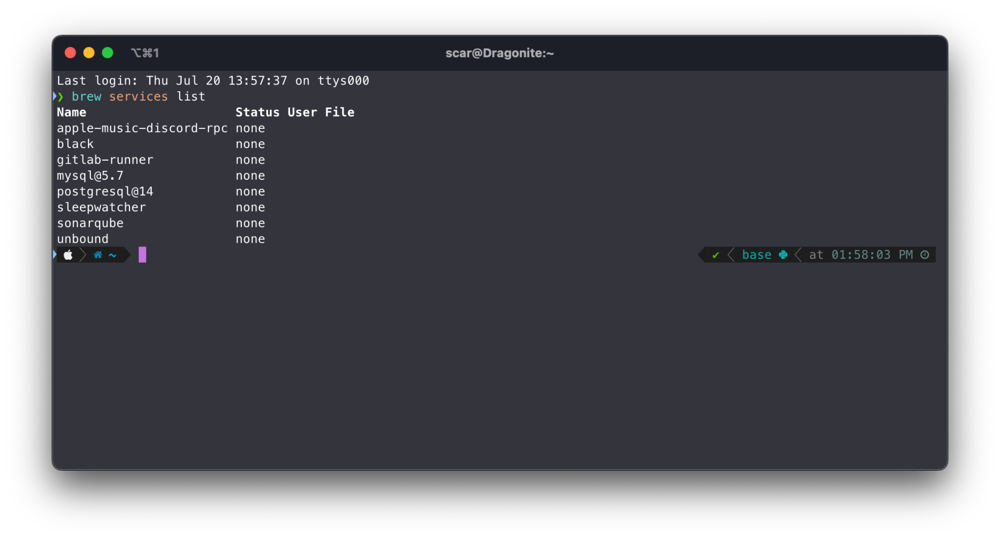 ⌥⌘1
scar@Dragonite:~
Last login: Thu Jul 20 13:57:37 on ttys000
❯ brew services list
Name Status User File
apple-music-discord-rpc none
black none
gitlab-runner none
mysql@5.7 none
postgresql@14 none
sleepwatcher none
sonarqube none
unbound none
~ ✔ base at 01:58:03 PM